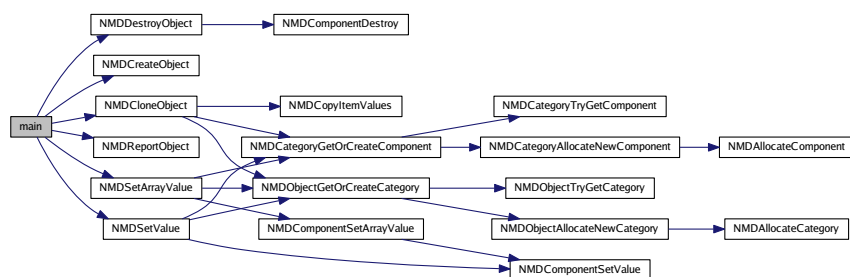 NMDDestroyObject
NMDComponentDestroy
NMDCreateObject
NMDCloneObject
NMDCopyItemValues
NMDCategoryTryGetComponent
main
NMDReportObject
NMDCategoryGetOrCreateComponent
NMDCategoryAllocateNewComponent
NMDAllocateComponent
NMDSetArrayValue
NMDObjectGetOrCreateCategory
NMDObjectTryGetCategory
NMDSetValue
NMDComponentSetArrayValue
NMDObjectAllocateNewCategory
NMDAllocateCategory
NMDComponentSetValue